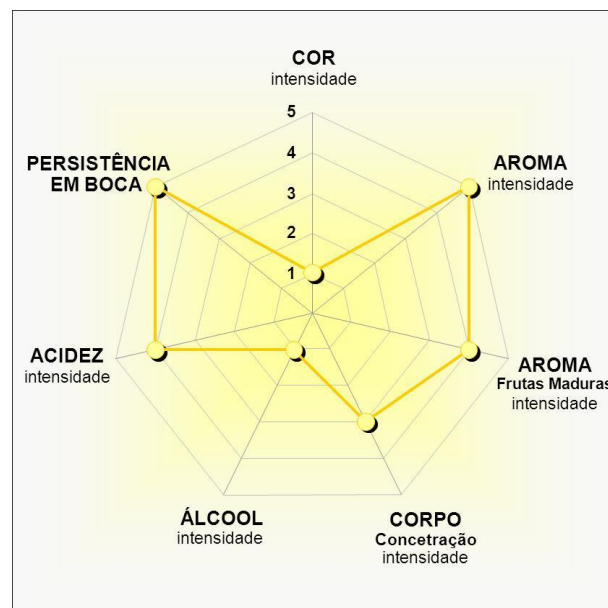 COR
intensidade
5
4
3
2
1
AROMA
intensidade
AROMA
Frutas Maduras
intensidade
CORPO
Concetração
intensidade
ÁLCOOL
intensidade
ACIDEZ
intensidade
PERSISTÊNCIA
EM BOCA